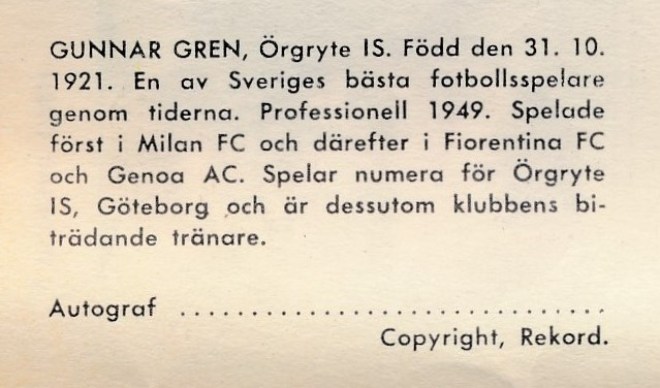 GUNNAR GREN, Örgryte IS. Född den 31. 10.
1921. En av Sveriges bästa fotbollsspelare
genom tiderna. Professionell 1949. Spelade
först i Milan FC och därefter i Fiorentina FC
och Genoa AC. Spelar numera för Örgryte
IS, Göteborg och är dessutom klubbens bi-
trädande tränare.
Autograf ................................
Copyright, Rekord.